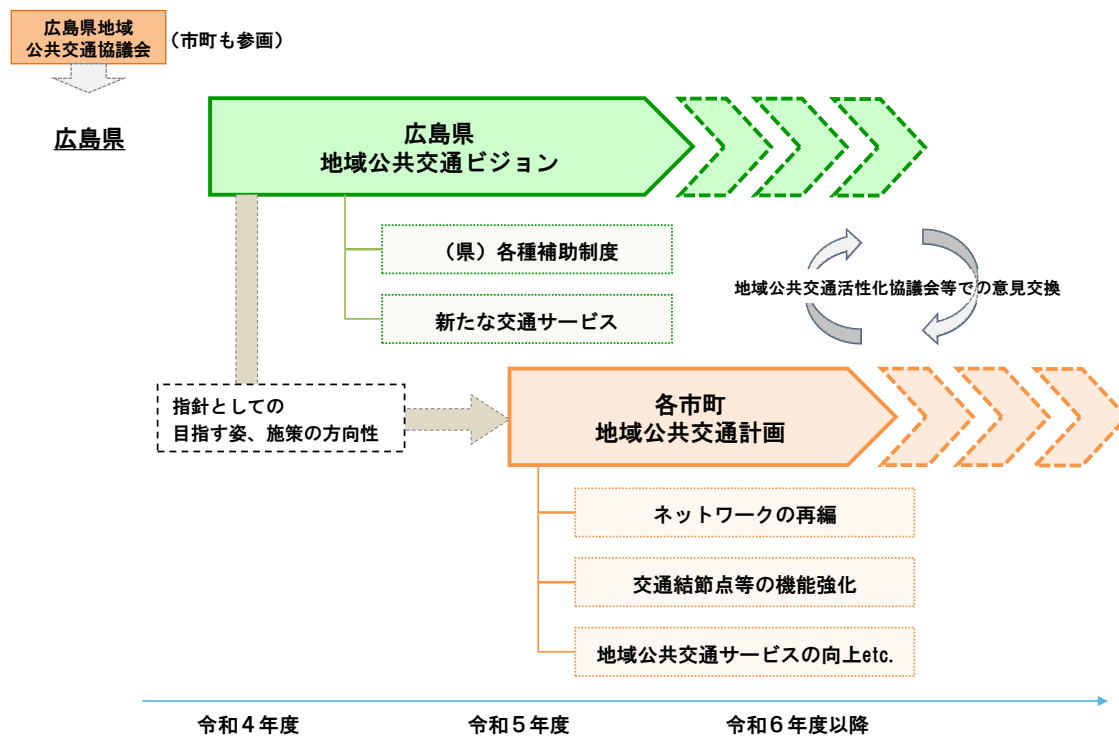 広島県地域
公共交通協議会
（市町も参画）
広島県
広島県
地域公共交通ビジョン
（県）各種補助制度
新たな交通サービス
地域公共交通活性化協議会等での意見交換
指針としての
目指す姿、施策の方向性
各市町
地域公共交通計画
ネットワークの再編
交通結節点等の機能強化
地域公共交通サービスの向上etc.
令和４年度
令和５年度
令和６年度以降